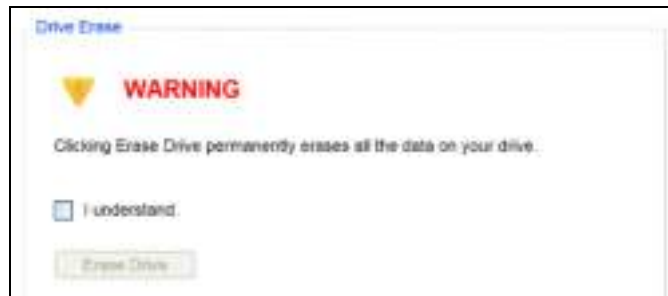 Drive Erase
WARNING
Clicking Erase Drive permanently erases all the data on your drive.
I understand.
Erase Drive